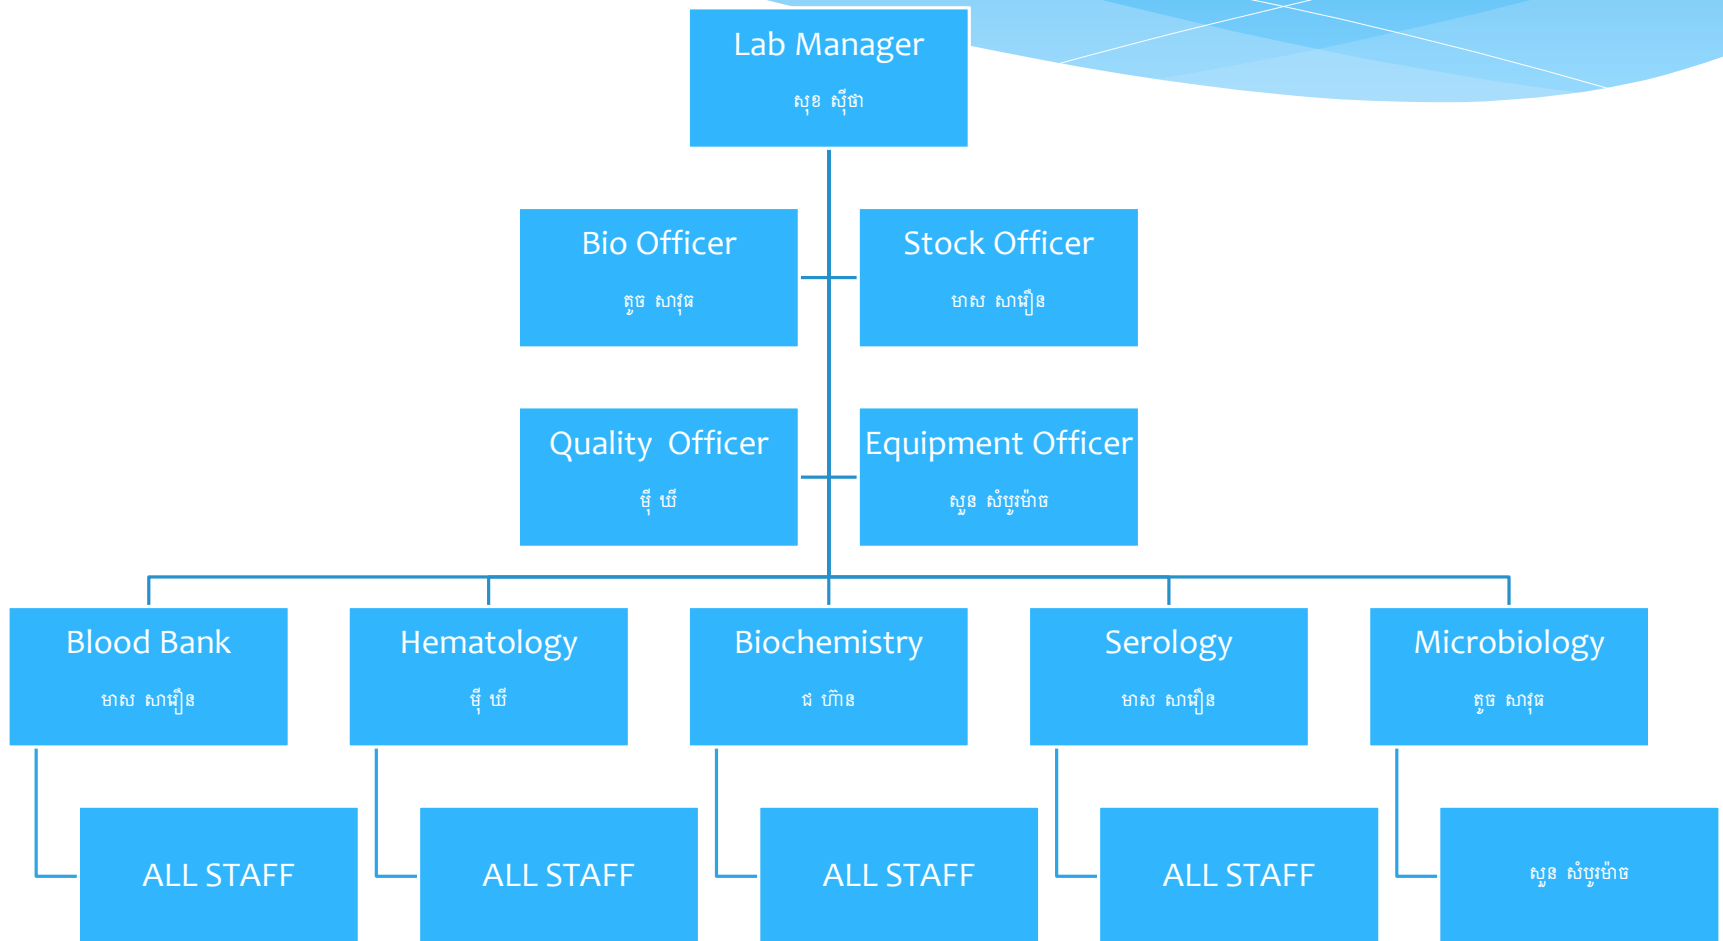 Lab Manager
សុខ ស៊ីថា
Bio Officer
តូច សាវុធ
Stock Officer
មាស សារឿន
Quality Officer
ម៉ី ឃី
Equipment Officer
សួន សំបូរម៉ាច
Blood Bank
មាស សារឿន
Hematology
ម៉ី ឃី
Biochemistry
ជ ហ៊ាន
Serology
មាស សារឿន
Microbiology
តូច សាវុធ
ALL STAFF
ALL STAFF
ALL STAFF
ALL STAFF
សួន សំបូរម៉ាច